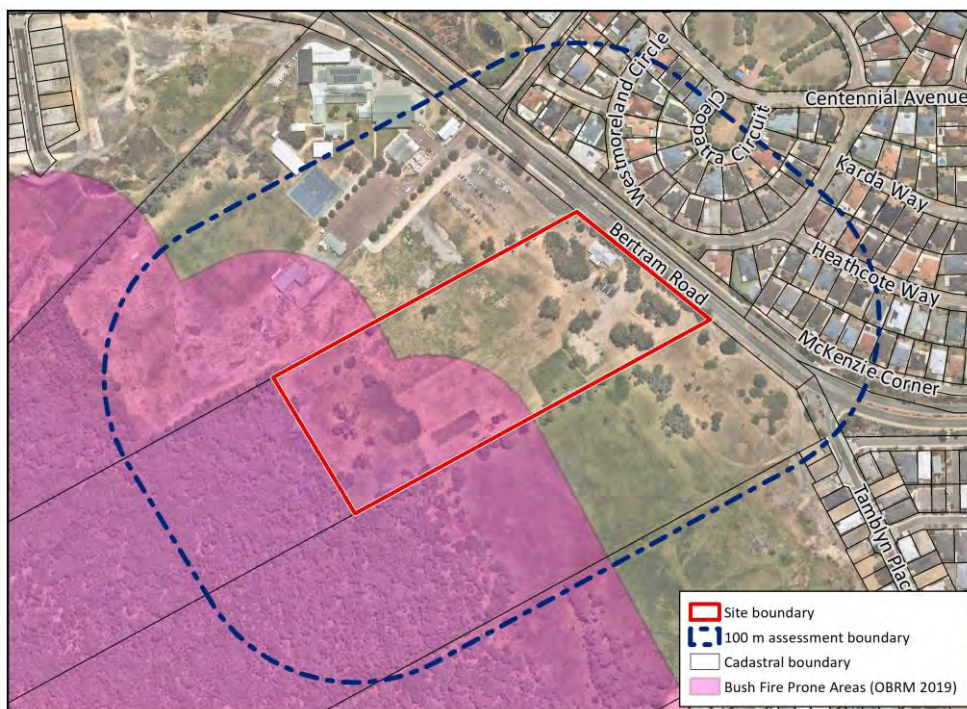 Centennial Avenue
Westmoreland Circle
Cleopatra Circuit
Karda Way
Bertram Road
Heathcote Way
McKenzie Corner
Tamblyn Place
Site boundary
100 m assessment boundary
Cadastral boundary
Bush Fire Prone Areas (OBRM 2019)